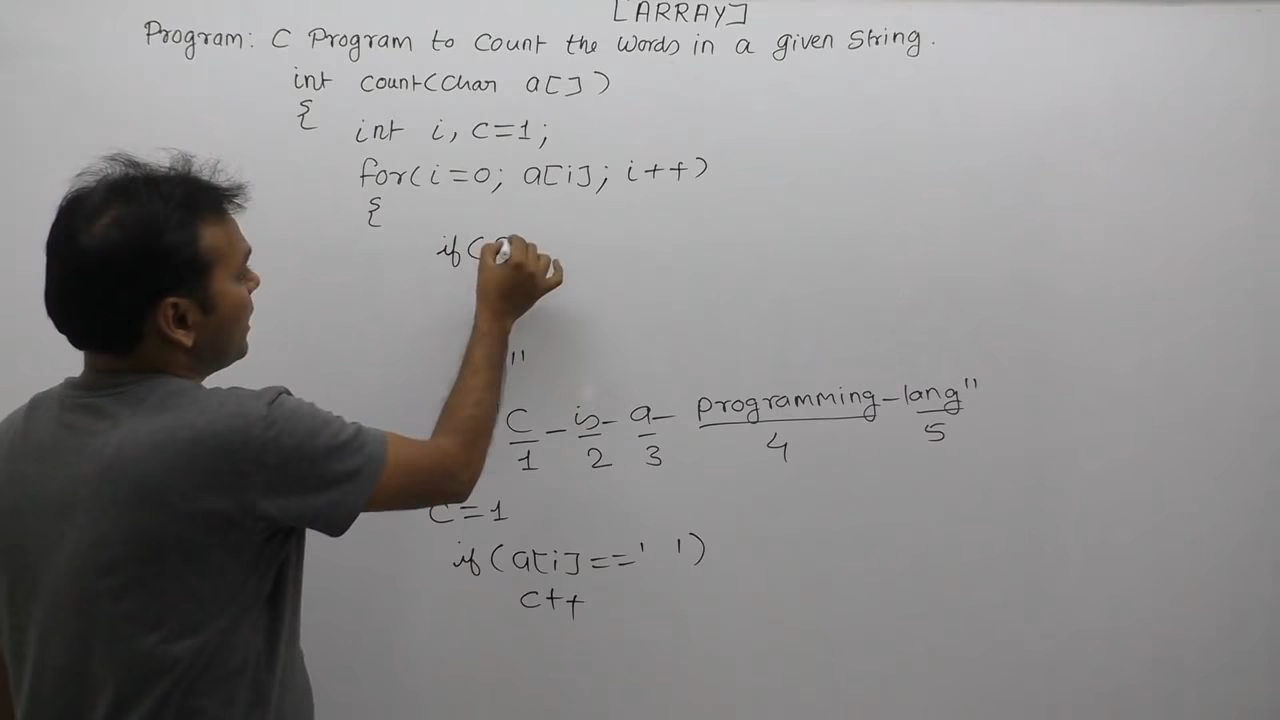 [ARRAY]
Program: C Program to Count the Words in a given String.
int count(char a[])
{
int i, c=1;
for(i=0; a[i]; i++)
{
if(
"
C - is - a - programming - lang"
1 2 3 4 5
C=1
if(a[i]==' ')
c++